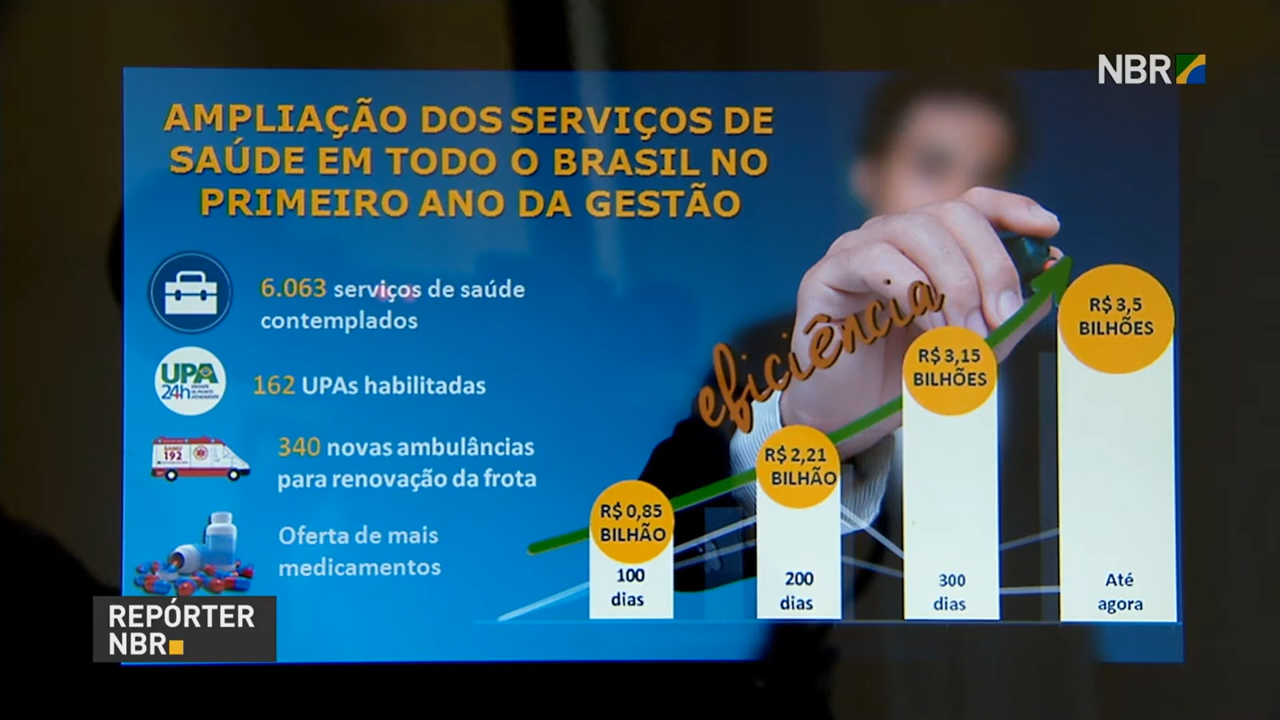 NBR
AMPLIAÇÃO DOS SERVIÇOS DE
SAÚDE EM TODO O BRASIL NO
PRIMEIRO ANO DA GESTÃO
6.063 serviços de saúde
contemplados
UPA
24h
162 UPAs habilitadas
SAMU
192
340 novas ambulâncias
para renovação da frota
Oferta de mais
medicamentos
eficiência
R$ 0,85
BILHÃO
100
dias
R$ 2,21
BILHÃO
200
dias
R$ 3,15
BILHÕES
300
dias
R$ 3,5
BILHÕES
Até
agora
REPÓRTER
NBR